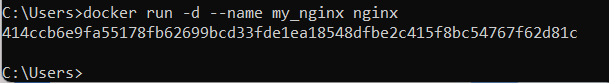 C:\Users>docker run -d --name my_nginx nginx
414ccb6e9fa55178fb62699bcd33fde1ea18548dfbe2c415f8bc54767f62d81c
C:\Users>